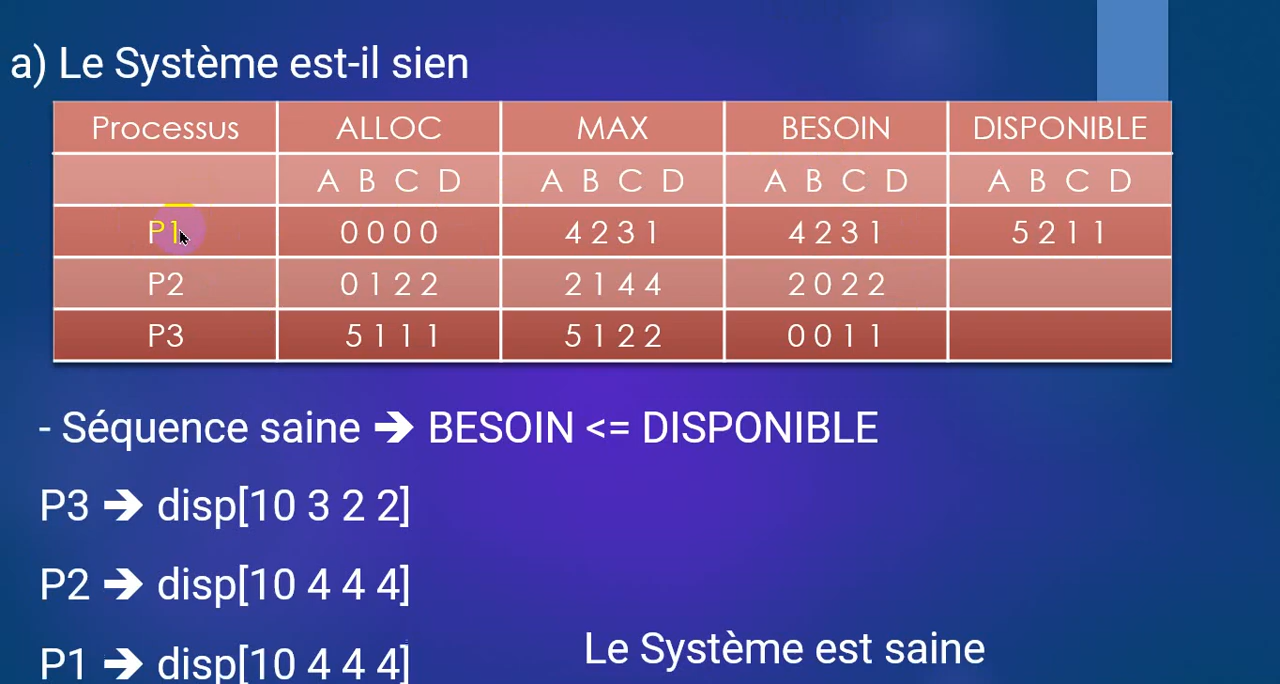 a) Le Système est-il sien
Processus ALLOC MAX BESOIN DISPONIBLE
A B C D A B C D A B C D A B C D
P1 0 0 0 0 4 2 3 1 4 2 3 1 5 2 1 1
P2 0 1 2 2 2 1 4 4 2 0 2 2
P3 5 1 1 1 5 1 2 2 0 0 1 1
- Séquence saine ➔ BESOIN <= DISPONIBLE
P3 ➔ disp[10 3 2 2]
P2 ➔ disp[10 4 4 4]
P1 ➔ disp[10 4 4 4]
Le Système est saine